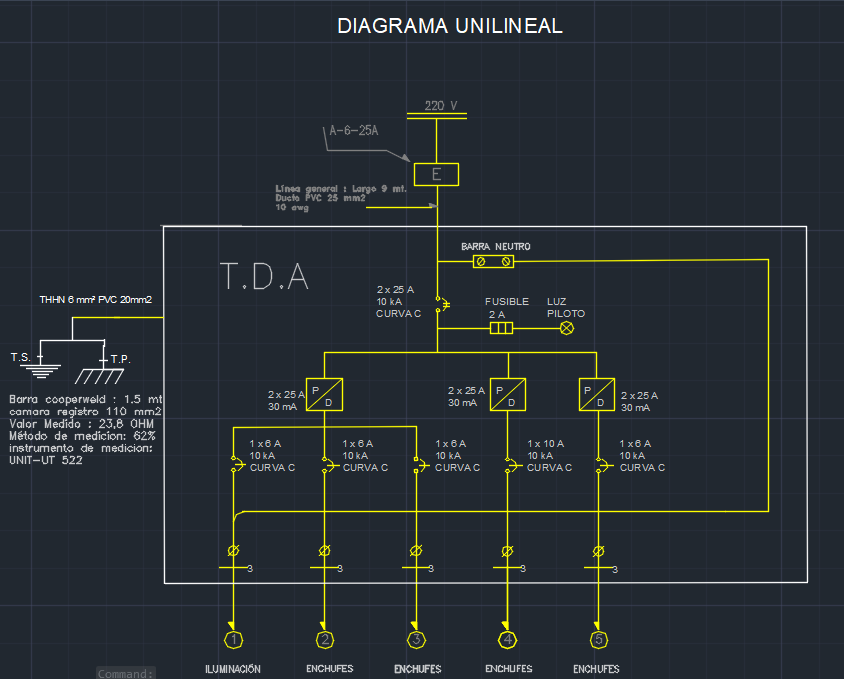 DIAGRAMA UNILINEAL
220 V
A-6-25A
E
Línea general : Largo 9 mt.
Ducto PVC 25 mm2
10 awg
T.D.A
BARRA NEUTRO
2 x 25 A
10 kA
CURVA C
FUSIBLE
2 A
LUZ
PILOTO
THHN 6 mm² PVC 20mm2
T.S.
T.P.
Barra cooperweld : 1.5 mt
camara registro 110 mm2
Valor Medido : 23,8 OHM
Método de medicion: 62%
instrumento de medicion:
UNIT-UT 522
2 x 25 A
30 mA
P
D
2 x 25 A
30 mA
P
D
P
D
2 x 25 A
30 mA
1 x 6 A
10 kA
CURVA C
1 x 6 A
10 kA
CURVA C
1 x 6 A
10 kA
CURVA C
1 x 10 A
10 kA
CURVA C
1 x 6 A
10 kA
CURVA C
3
3
3
3
3
1
2
3
4
5
ILUMINACIÓN
ENCHUFES
ENCHUFES
ENCHUFES
ENCHUFES
Command: